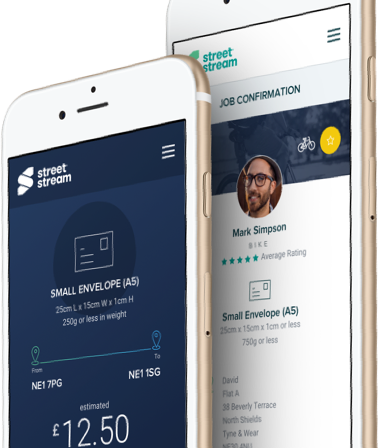 street
stream
SMALL ENVELOPE (A5)
25cm L x 15cm W x 1cm H
250g or less in weight
From
To
NE1 7PG
NE1 1SG
estimated
£12.50
street
stream
JOB CONFIRMATION
Mark Simpson
BIKE
★★★★★ Average Rating
Small Envelope (A5)
25cm x 15cm x 1cm or less
750g or less
David
Flat A
38 Beverly Terrace
North Shields
Tyne & Wear